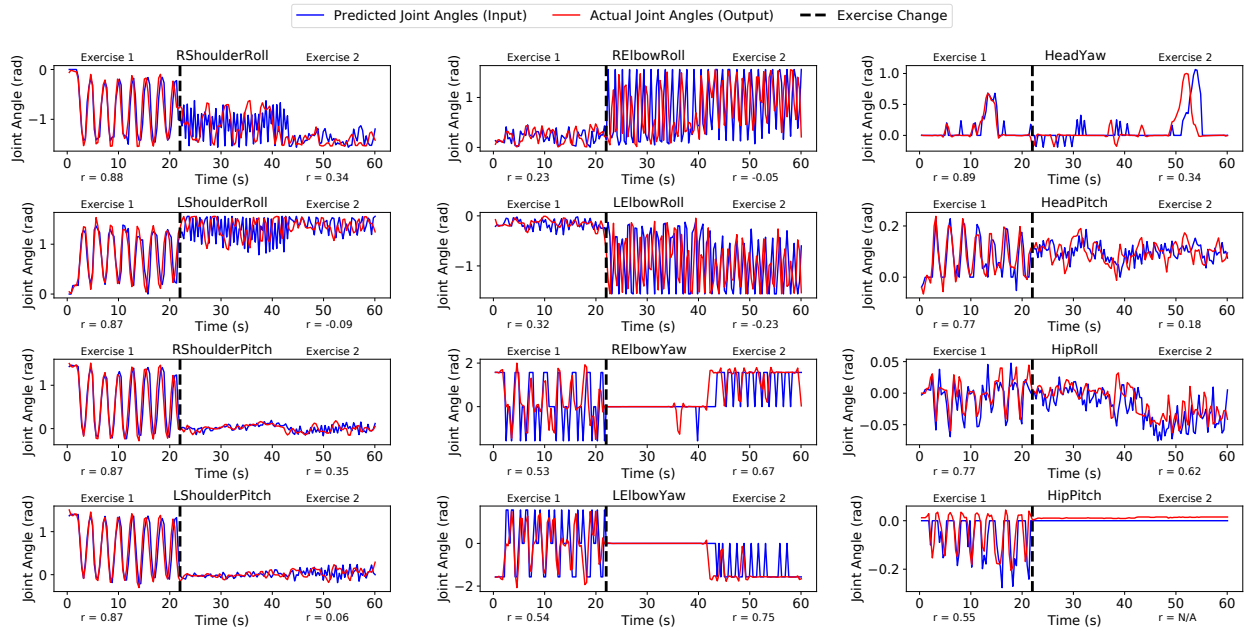 Predicted Joint Angles (Input) Actual Joint Angles (Output) Exercise Change
Exercise 1 RShoulderRoll Exercise 2
Joint Angle (rad)
0
−1
0 10 20 30 40 50 60
r = 0.88 Time (s) r = 0.34
Exercise 1 RElbowRoll Exercise 2
Joint Angle (rad)
1
0
0 10 20 30 40 50 60
r = 0.23 Time (s) r = -0.05
Exercise 1 HeadYaw Exercise 2
Joint Angle (rad)
1.0
0.5
0.0
0 10 20 30 40 50 60
r = 0.89 Time (s) r = 0.34
Exercise 1 LShoulderRoll Exercise 2
Joint Angle (rad)
1
0
0 10 20 30 40 50 60
r = 0.87 Time (s) r = -0.09
Exercise 1 LElbowRoll Exercise 2
Joint Angle (rad)
0
−1
0 10 20 30 40 50 60
r = 0.32 Time (s) r = -0.23
Exercise 1 HeadPitch Exercise 2
Joint Angle (rad)
0.2
0.0
0 10 20 30 40 50 60
r = 0.77 Time (s) r = 0.18
Exercise 1 RShoulderPitch Exercise 2
Joint Angle (rad)
1
0
0 10 20 30 40 50 60
r = 0.87 Time (s) r = 0.35
Exercise 1 RElbowYaw Exercise 2
Joint Angle (rad)
2
0
0 10 20 30 40 50 60
r = 0.53 Time (s) r = 0.67
Exercise 1 HipRoll Exercise 2
Joint Angle (rad)
0.05
0.00
−0.05
0 10 20 30 40 50 60
r = 0.77 Time (s) r = 0.62
Exercise 1 LShoulderPitch Exercise 2
Joint Angle (rad)
1
0
0 10 20 30 40 50 60
r = 0.87 Time (s) r = 0.06
Exercise 1 LElbowYaw Exercise 2
Joint Angle (rad)
0
−2
0 10 20 30 40 50 60
r = 0.54 Time (s) r = 0.75
Exercise 1 HipPitch Exercise 2
Joint Angle (rad)
0.0
−0.2
0 10 20 30 40 50 60
r = 0.55 Time (s) r = N/A